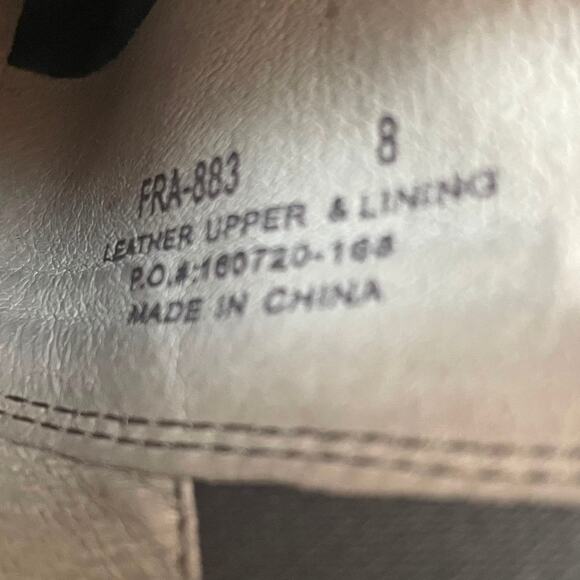 FRA-883 8
LEATHER UPPER & LINING
P.O.#:160720-168
MADE IN CHINA